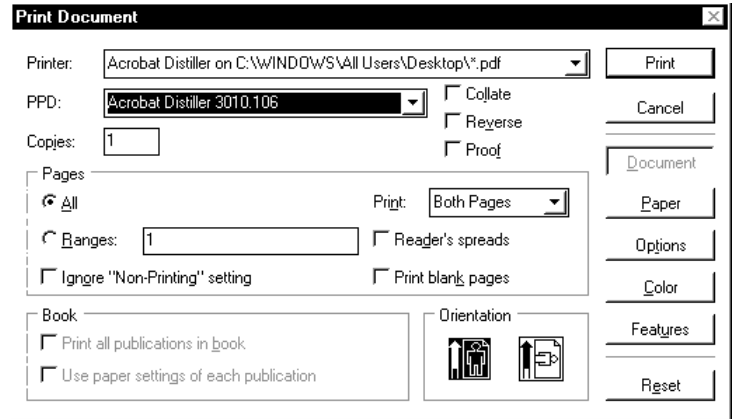 Print Document
Printer: Acrobat Distiller on C:\WINDOWS\All Users\Desktop\*.pdf Print
PPD: Acrobat Distiller 3010.106 Collate Cancel
Reverse
Copies: 1 Proof
Document
Pages
All Print: Both Pages Paper
Ranges: 1 Reader's spreads Options
Ignore "Non-Printing" setting Print blank pages Color
Book Orientation
Print all publications in book Features
Use paper settings of each publication Reset